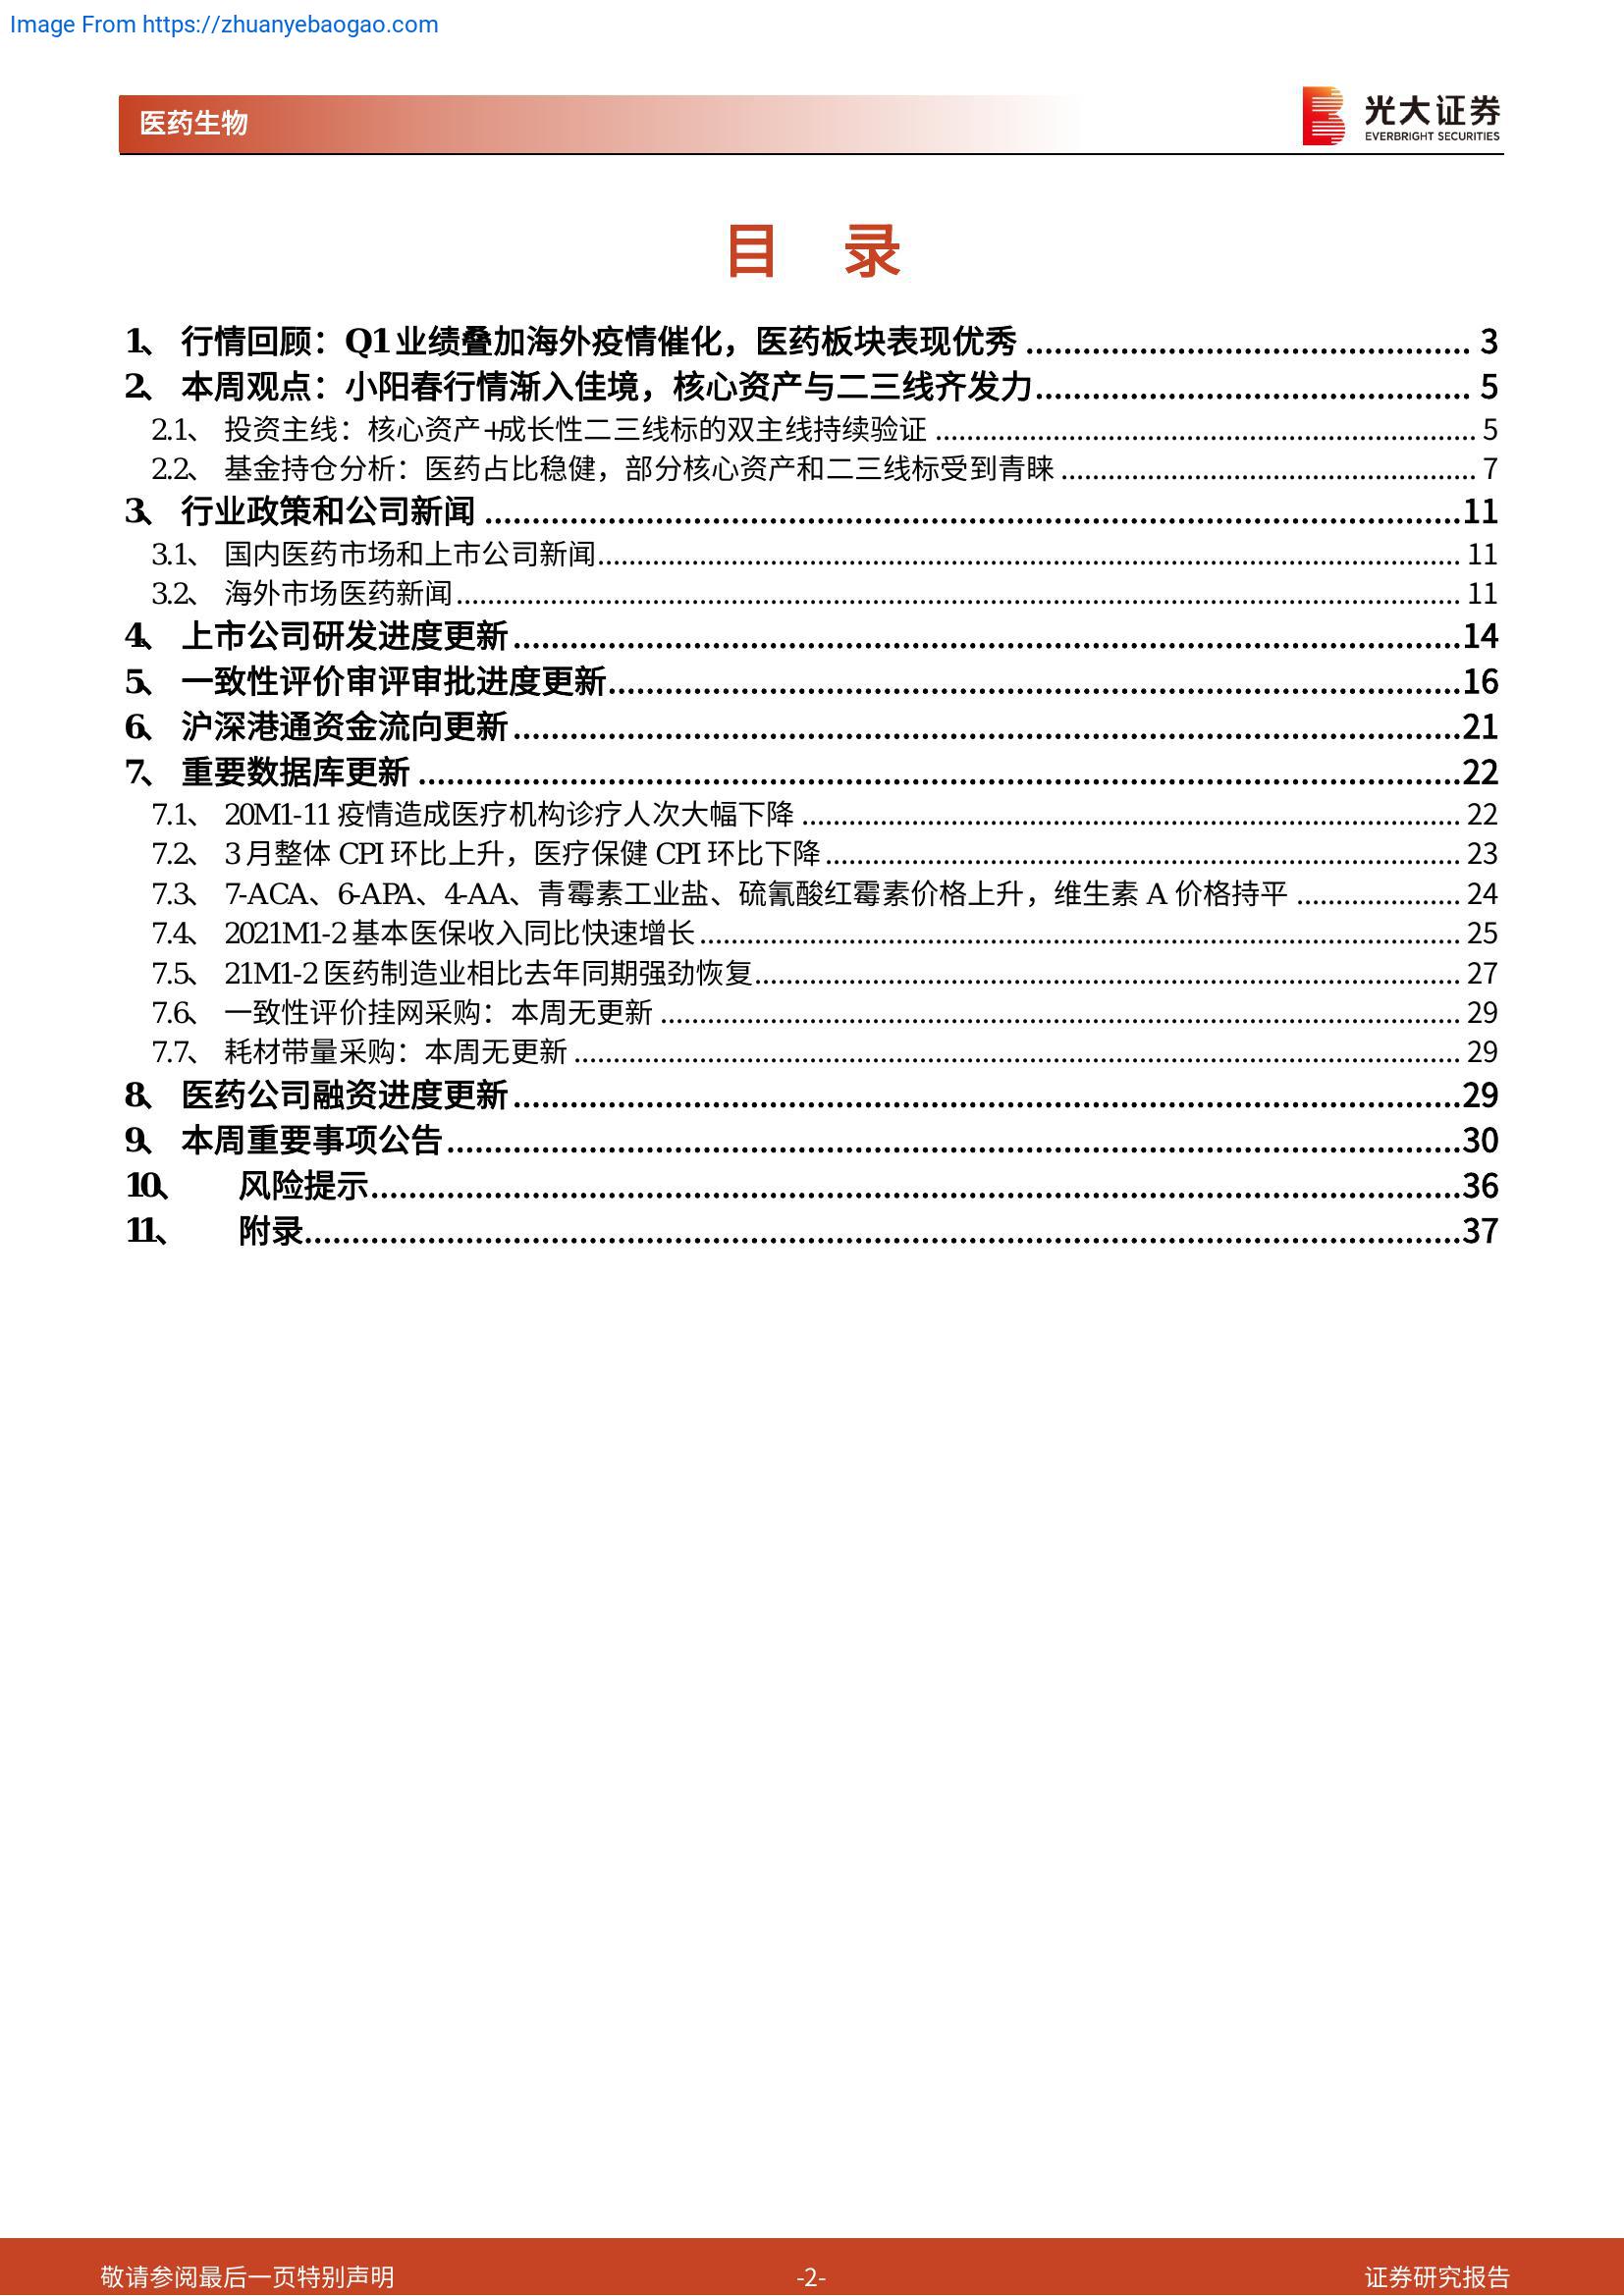 Image From https://zhuanyebaogao.com
医药生物
光大证券
EVERBRIGHT SECURITIES
目 录
1、 行情回顾：Q1业绩叠加海外疫情催化，医药板块表现优秀 ........ 3
2、 本周观点：小阳春行情渐入佳境，核心资产与二三线齐发力 ........ 5
2.1、 投资主线：核心资产+成长性二三线标的双主线持续验证 ........ 5
2.2、 基金持仓分析：医药占比稳健，部分核心资产和二三线标受到青睐 ........ 7
3、 行业政策和公司新闻 ........ 11
3.1、 国内医药市场和上市公司新闻 ........ 11
3.2、 海外市场医药新闻 ........ 11
4、 上市公司研发进度更新 ........ 14
5、 一致性评价审评审批进度更新 ........ 16
6、 沪深港通资金流向更新 ........ 21
7、 重要数据库更新 ........ 22
7.1、 20M1-11 疫情造成医疗机构诊疗人次大幅下降 ........ 22
7.2、 3 月整体 CPI 环比上升，医疗保健 CPI 环比下降 ........ 23
7.3、 7-ACA、6-APA、4-AA、青霉素工业盐、硫氰酸红霉素价格上升，维生素 A 价格持平 ........ 24
7.4、 2021M1-2 基本医保收入同比快速增长 ........ 25
7.5、 21M1-2 医药制造业相比去年同期强劲恢复 ........ 27
7.6、 一致性评价挂网采购：本周无更新 ........ 29
7.7、 耗材带量采购：本周无更新 ........ 29
8、 医药公司融资进度更新 ........ 29
9、 本周重要事项公告 ........ 30
10、 风险提示 ........ 36
11、 附录 ........ 37
敬请参阅最后一页特别声明 -2- 证券研究报告